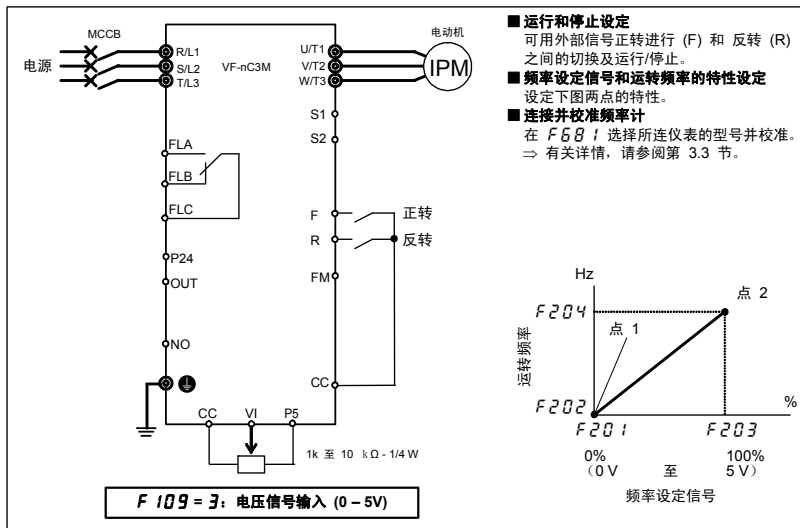 MCCB
电源
R/L1
S/L2
T/L3
VF-nC3M
U/T1
V/T2
W/T3
电动机
IPM
S1
S2
FLA
FLB
FLC
F
正转
R
反转
P24
OUT
FM
NO
CC
CC
VI
P5
1k 至 10 kΩ - 1/4 W
F109 = 3：电压信号输入 (0 – 5V)
■ 运行和停止设定
可用外部信号正转进行 (F) 和 反转 (R)
之间的切换及运行/停止。
■ 频率设定信号和运转频率的特性设定
设定下图两点的特性。
■ 连接并校准频率计
在 F681 选择所连仪表的型号并校准。
⇒ 有关详情，请参阅第 3.3 节。
Hz
点 2
F204
点 1
运转频率
F202
%
F201
F203
0%
100%
（0 V 至 5 V）
频率设定信号